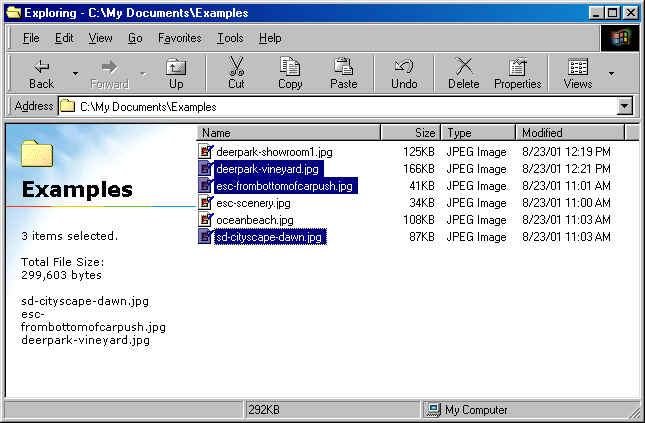 Exploring - C:\My Documents\Examples
File Edit View Go Favorites Tools Help
Back Forward Up Cut Copy Paste Undo Delete Properties Views
Address C:\My Documents\Examples
Examples
3 items selected.
Total File Size:
299,603 bytes
sd-cityscape-dawn.jpg
esc-
frombottomofcarpush.jpg
deerpark-vineyard.jpg
Name Size Type Modified
deerpark-showroom1.jpg 125KB JPEG Image 8/23/01 12:19 PM
deerpark-vineyard.jpg 166KB JPEG Image 8/23/01 12:21 PM
esc-frombottomofcarpush.jpg 41KB JPEG Image 8/23/01 11:01 AM
esc-scenery.jpg 34KB JPEG Image 8/23/01 11:00 AM
oceanbeach.jpg 108KB JPEG Image 8/23/01 11:03 AM
sd-cityscape-dawn.jpg 87KB JPEG Image 8/23/01 11:03 AM
292KB My Computer